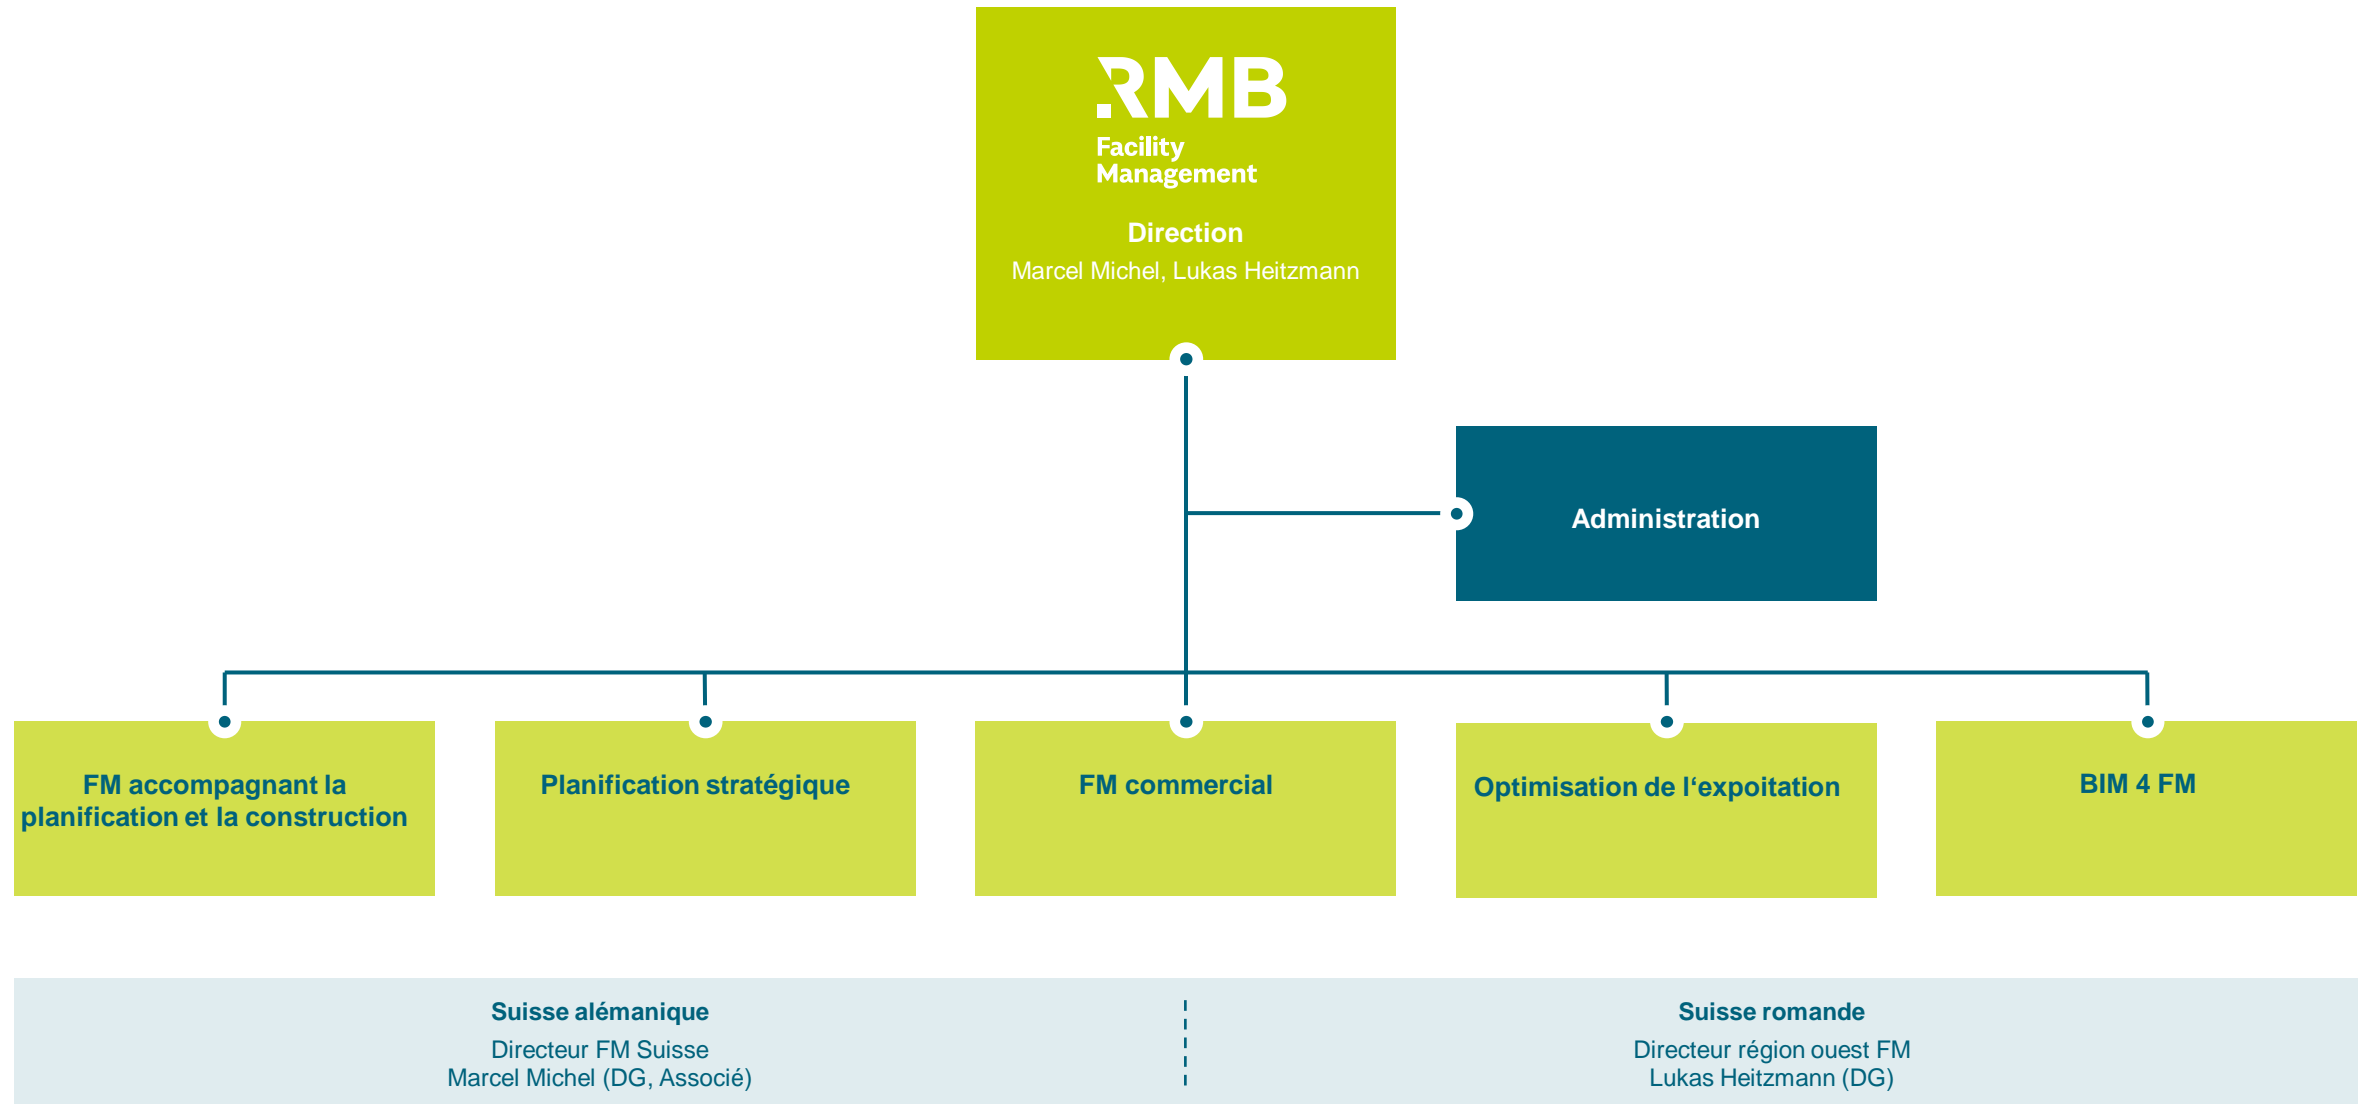 RMB
Facility
Management
Direction
Marcel Michel, Lukas Heitzmann
Administration
FM accompagnant la
planification et la construction
Planification stratégique
FM commercial
Optimisation de l‘expoitation
BIM 4 FM
Suisse alémanique
Directeur FM Suisse
Marcel Michel (DG, Associé)
Suisse romande
Directeur région ouest FM
Lukas Heitzmann (DG)